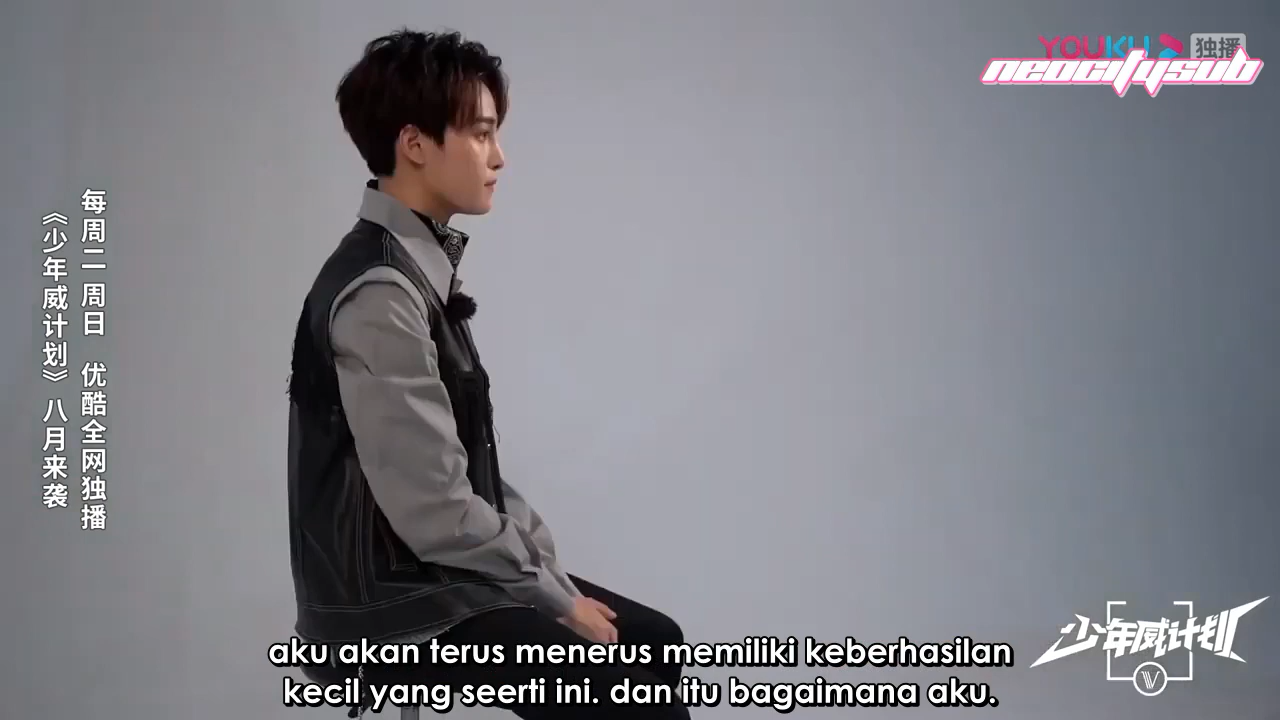 YOUKU 独播
neocitysub
每周二 周日 优酷全网独播
《少年威计划》八月来袭
aku akan terus menerus memiliki keberhasilan
kecil yang seerti ini. dan itu bagaimana aku.
少年威计划